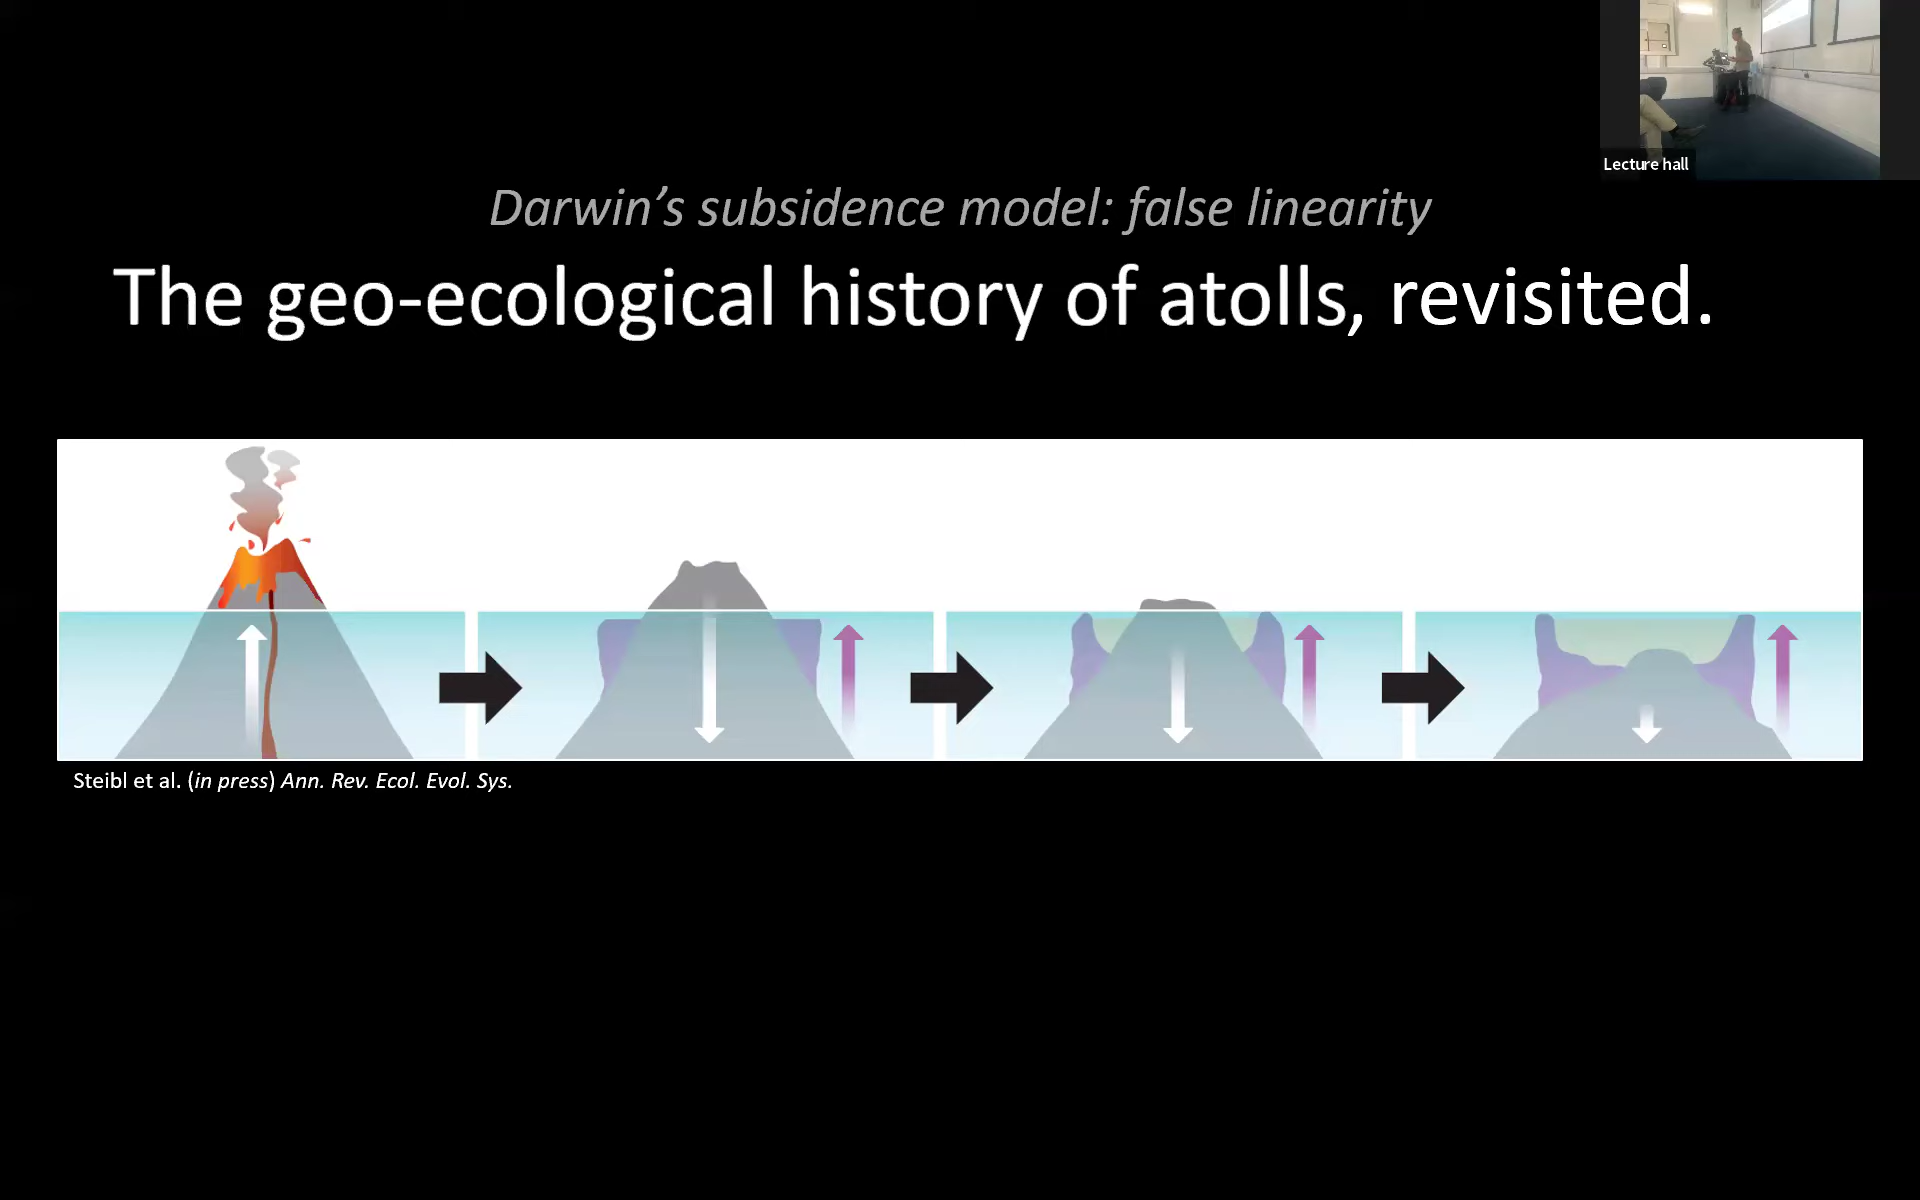 Lecture hall
Darwin’s subsidence model: false linearity
The geo-ecological history of atolls, revisited.
Steibl et al. (in press) Ann. Rev. Ecol. Evol. Sys.